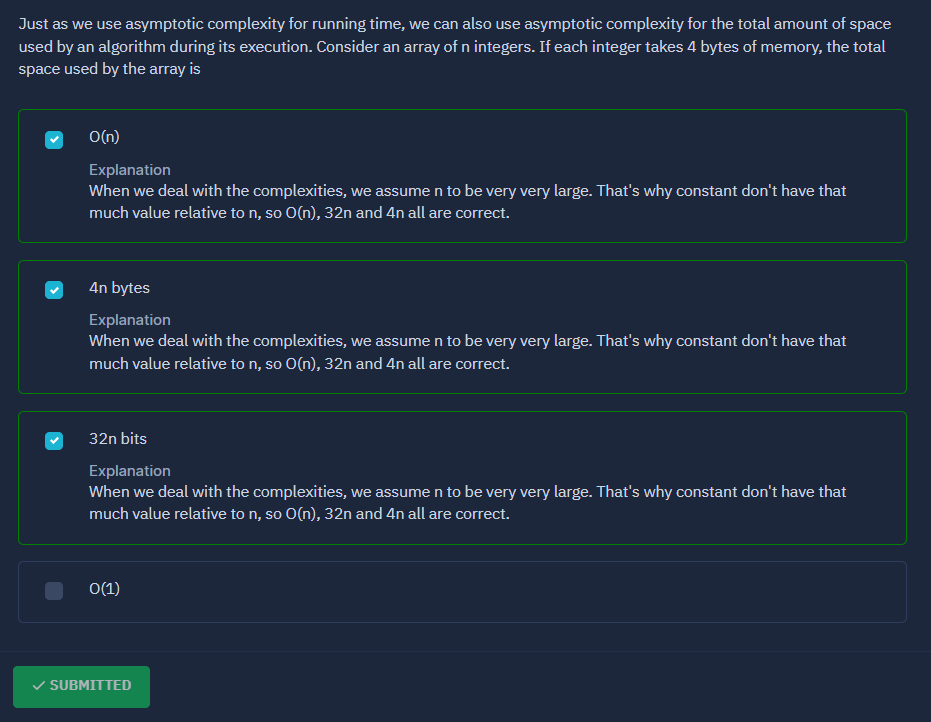 Just as we use asymptotic complexity for running time, we can also use asymptotic complexity for the total amount of space
used by an algorithm during its execution. Consider an array of n integers. If each integer takes 4 bytes of memory, the total
space used by the array is
O(n)
Explanation
When we deal with the complexities, we assume n to be very very large. That's why constant don't have that
much value relative to n, so O(n), 32n and 4n all are correct.
4n bytes
Explanation
When we deal with the complexities, we assume n to be very very large. That's why constant don't have that
much value relative to n, so O(n), 32n and 4n all are correct.
32n bits
Explanation
When we deal with the complexities, we assume n to be very very large. That's why constant don't have that
much value relative to n, so O(n), 32n and 4n all are correct.
O(1)
SUBMITTED